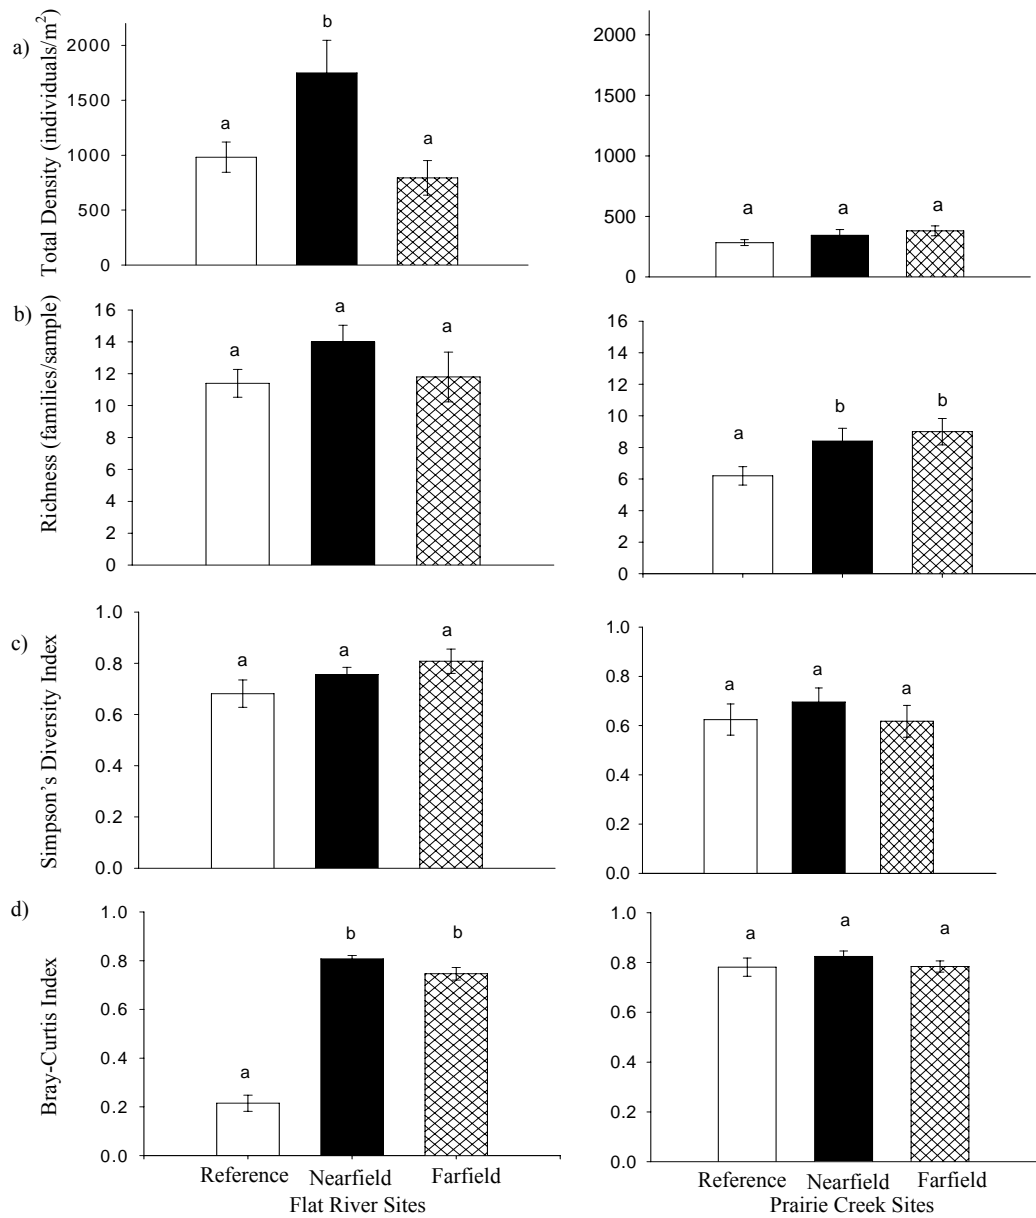 a)
Total Density (individuals/m²)
2000
1500
1000
500
0
a
b
a
2000
1500
1000
500
0
a
a
a
b)
Richness (families/sample)
16
14
12
10
8
6
4
2
0
a
a
a
16
14
12
10
8
6
4
2
0
a
b
b
c)
Simpson's Diversity Index
1.0
0.8
0.6
0.4
0.2
0.0
a
a
a
1.0
0.8
0.6
0.4
0.2
0.0
a
a
a
d)
Bray-Curtis Index
1.0
0.8
0.6
0.4
0.2
0.0
a
b
b
1.0
0.8
0.6
0.4
0.2
0.0
a
a
a
Reference Nearfield Farfield
Flat River Sites
Reference Nearfield Farfield
Prairie Creek Sites